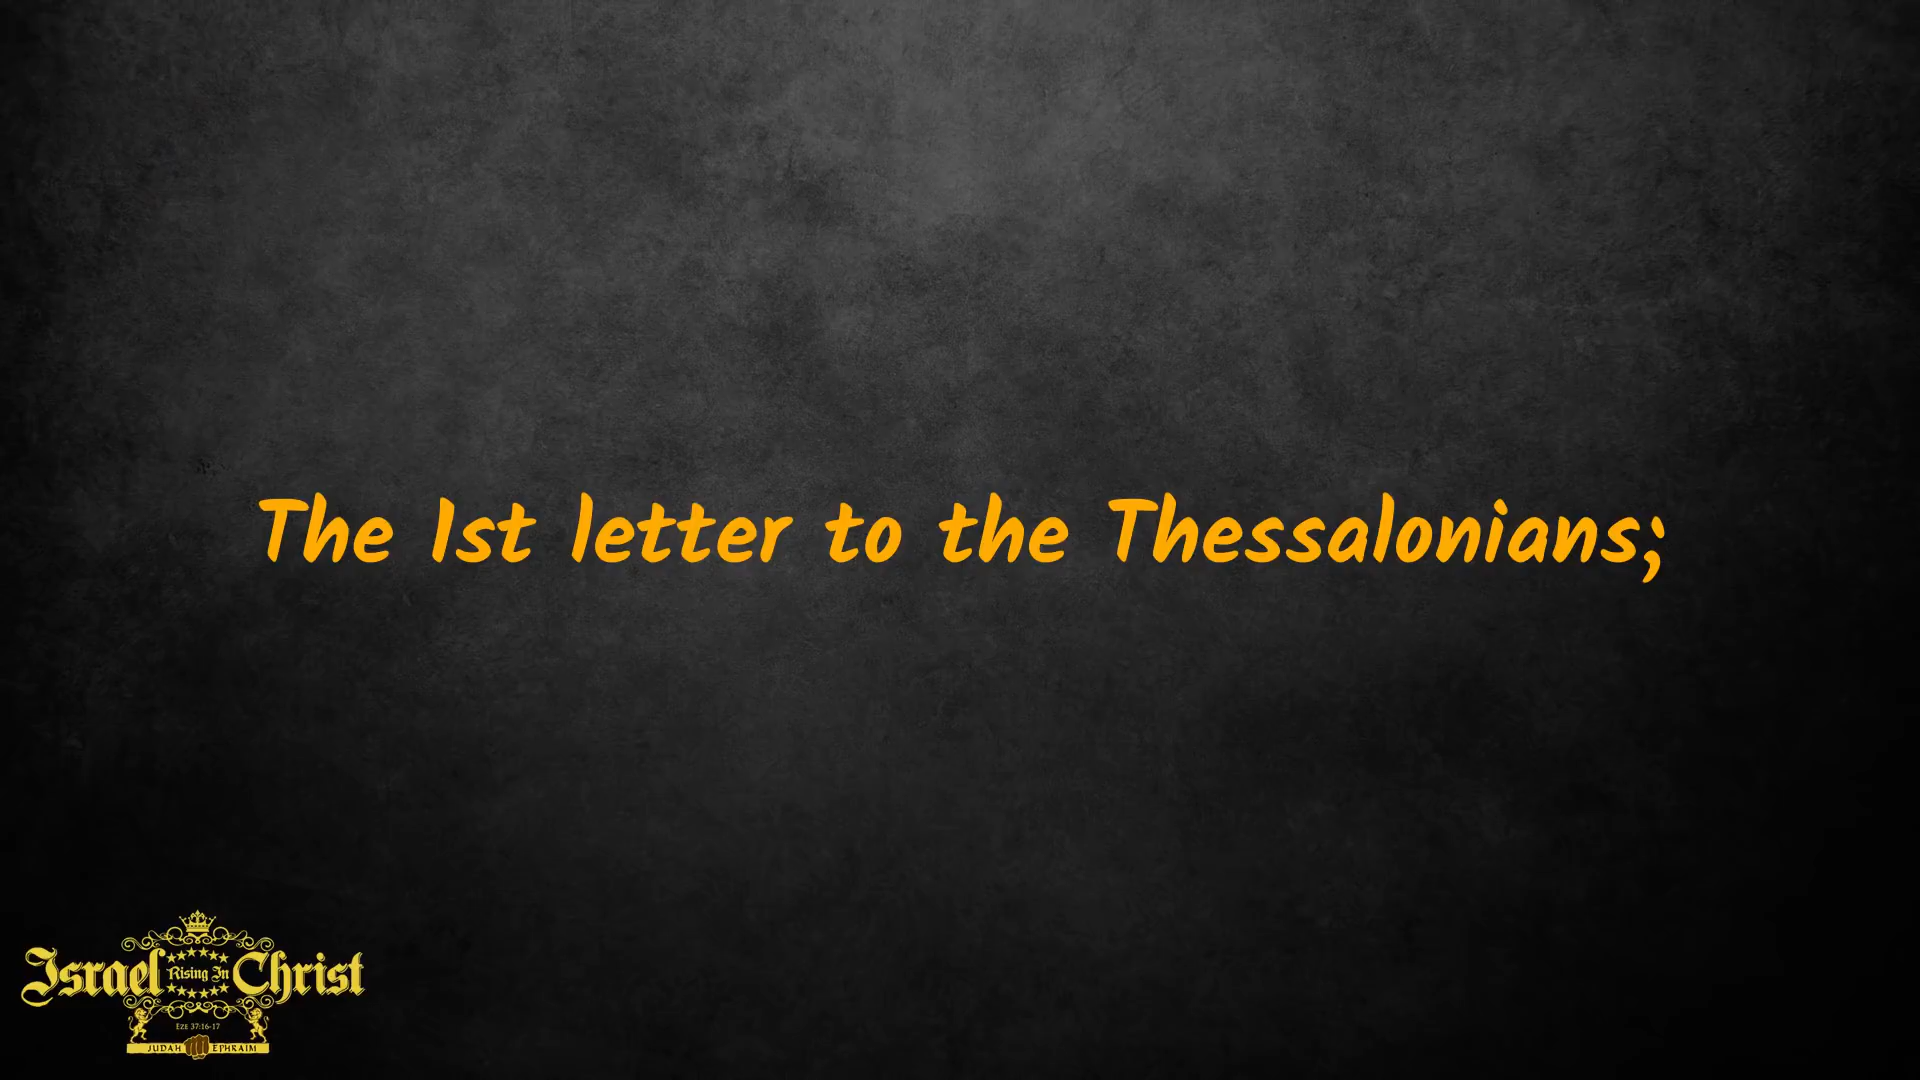 The 1st letter to the Thessalonians;
Israel Rising In Christ
EZE 37:16-17
JUDAH EPHRAIM